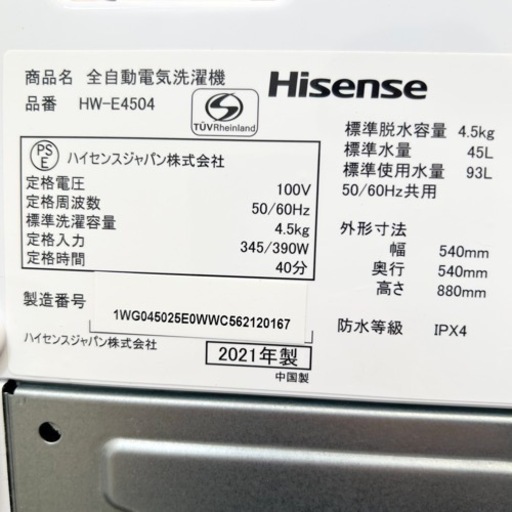 商品名 全自動電気洗濯機
品番 HW-E4504
TÜVRheinland
Hisense
PS
E
ハイセンスジャパン株式会社
定格電圧 100V
定格周波数 50/60Hz
標準洗濯容量 4.5kg
定格入力 345/390W
定格時間 40分
標準脱水容量 4.5kg
標準水量 45L
標準使用水量 93L
50/60Hz共用
外形寸法
幅 540mm
奥行 540mm
高さ 880mm
防水等級 IPX4
製造番号 1WG045025E0WWC562120167
ハイセンスジャパン株式会社
2021年製
中国製